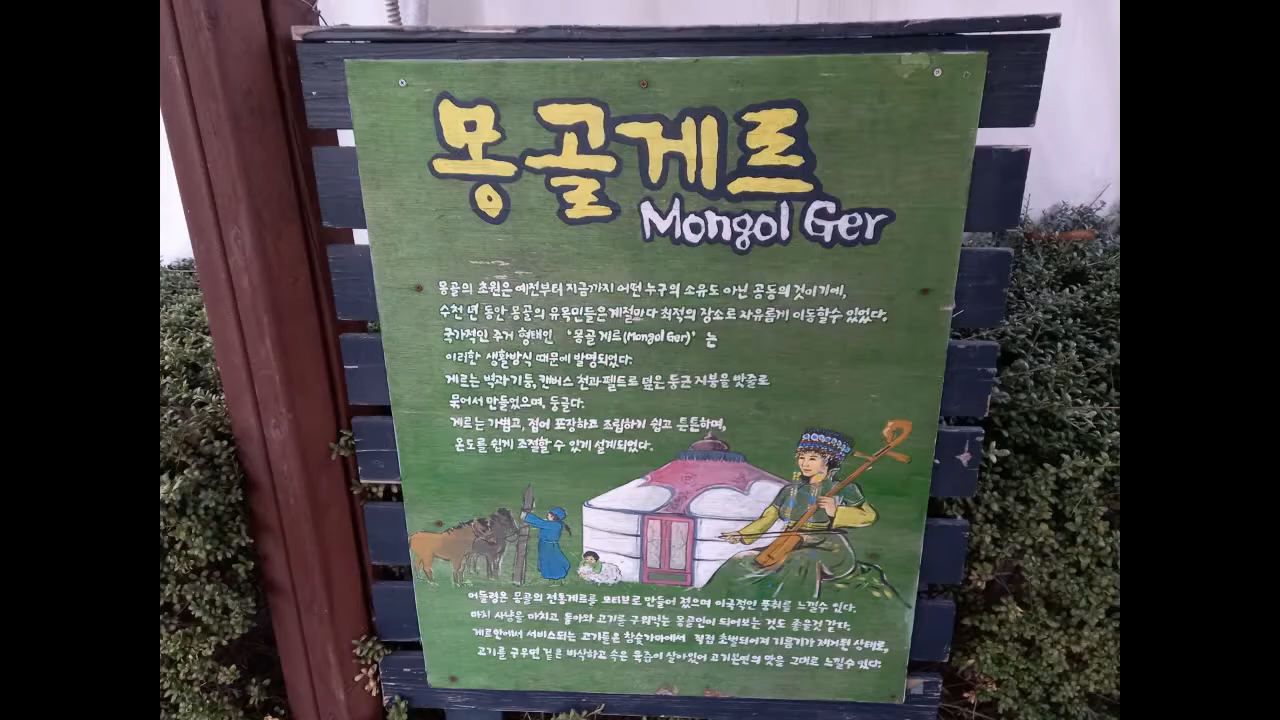 몽골게르
Mongol Ger
몽골의 초원은 예전부터 지금까지 어떤 누구의 소유도 아닌 공동의 것이기에,
수천 년 동안 몽골의 유목민들은 계절마다 최적의 장소로 자유롭게 이동할수 있었다.
국가적인 주거 형태인 '몽골 게르(Mongol Ger)' 는
이러한 생활방식 때문에 발명되었다.
게르는 벽과 기둥, 캔버스 천과 펠트로 덮은 둥근 지붕을 밧줄로
묶어서 만들었으며, 둥글다.
게르는 가볍고, 접어 포장하고 조립하기 쉽고 튼튼하며,
온도를 쉽게 조절할 수 있게 설계되었다.
어들렁은 몽골의 전통게르를 모티브로 만들어 졌으며 이국적인 풍취를 느낄수 있다.
마치 사냥을 마치고 돌아와 고기를 구워먹는 몽골인이 되어보는 것도 좋을것 같다.
게르안에서 서비스되는 고기들은 참숯가마에서 직접 초벌되어져 기름기가 제거된 상태로,
고기를 구우면 겉은 바삭하고 속은 육즙이 살아있어 고기본연의 맛을 그대로 느낄수 있다.